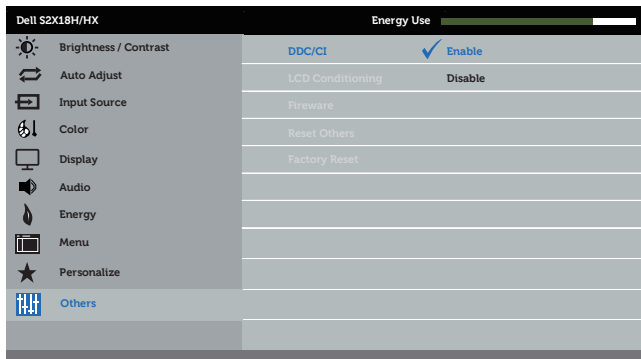 Dell S2X18H/HX
Energy Use
Brightness / Contrast
Auto Adjust
Input Source
Color
Display
Audio
Energy
Menu
Personalize
Others
DDC/CI
Enable
LCD Conditioning
Disable
Fireware
Reset Others
Factory Reset